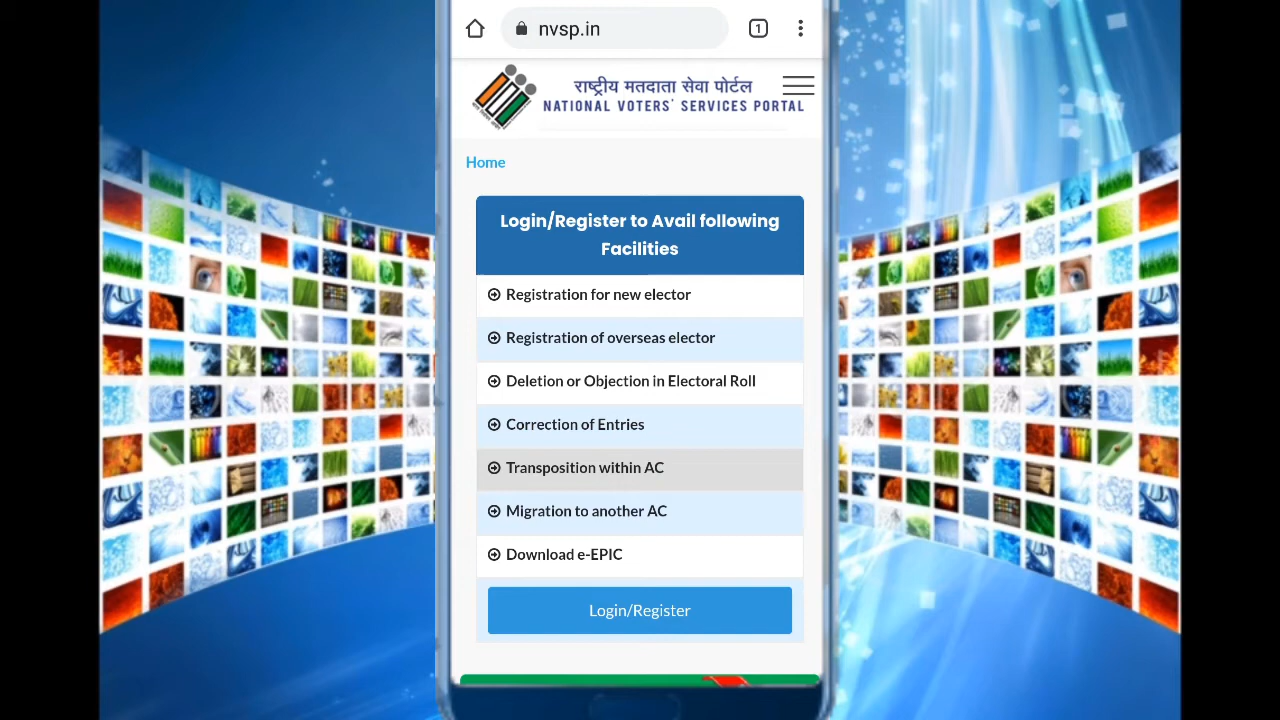 nvsp.in
1
राष्ट्रीय मतदाता सेवा पोर्टल
NATIONAL VOTERS' SERVICES PORTAL
Home
Login/Register to Avail following
Facilities
Registration for new elector
Registration of overseas elector
Deletion or Objection in Electoral Roll
Correction of Entries
Transposition within AC
Migration to another AC
Download e-EPIC
Login/Register